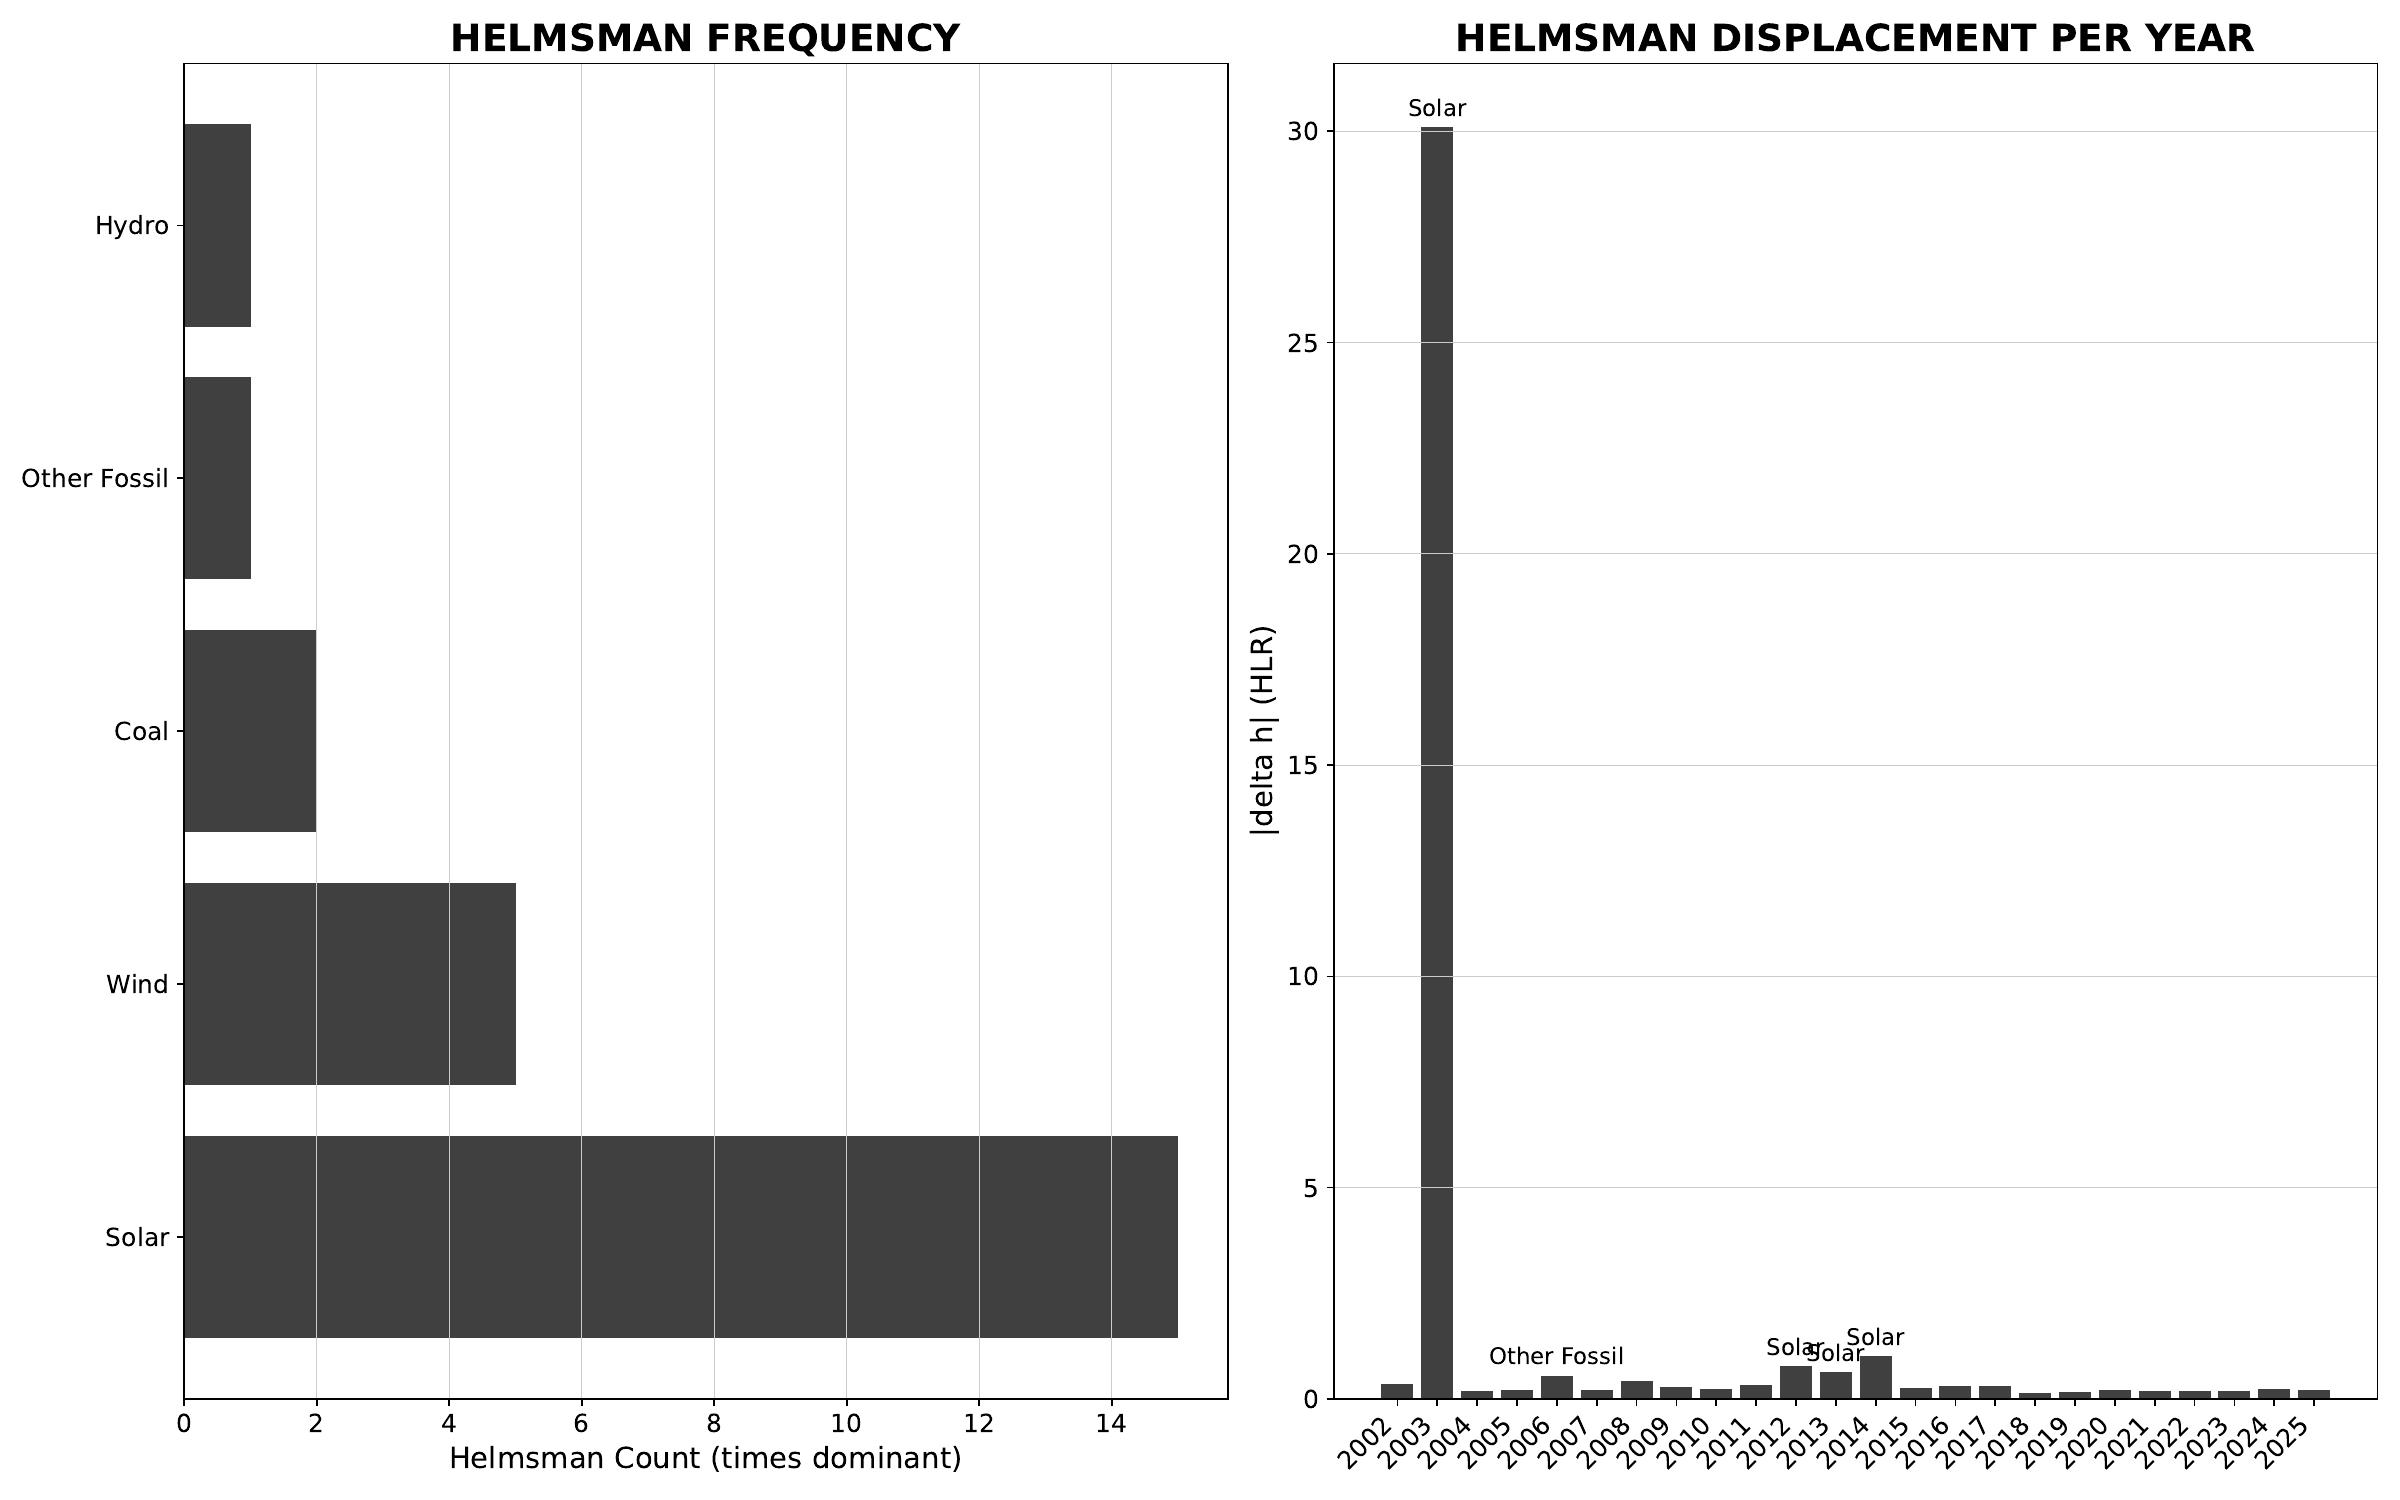 HELMSMAN FREQUENCY
Hydro
Other Fossil
Coal
Wind
Solar
0 2 4 6 8 10 12 14
Helmsman Count (times dominant)
HELMSMAN DISPLACEMENT PER YEAR
|delta h| (HLR)
30
25
20
15
10
5
0
Solar
Other Fossil
Solar
Solar
Solar
2002 2003 2004 2005 2006 2007 2008 2009 2010 2011 2012 2013 2014 2015 2016 2017 2018 2019 2020 2021 2022 2023 2024 2025